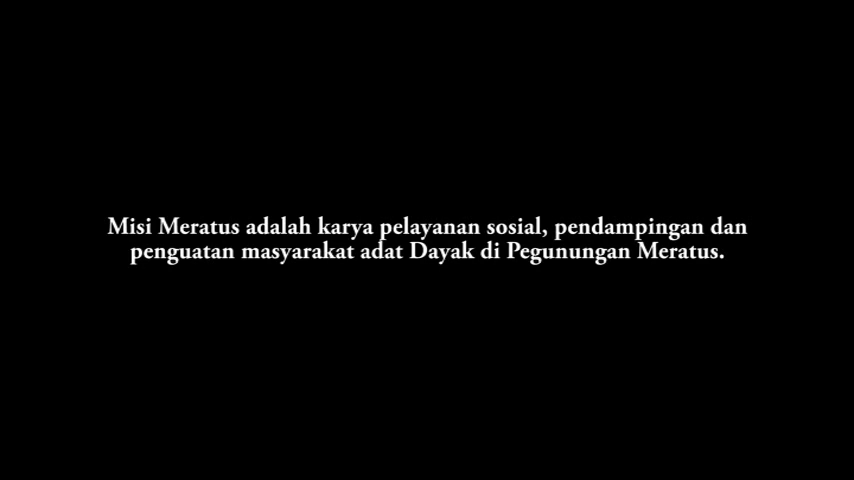 Misi Meratus adalah karya pelayanan sosial, pendampingan dan
penguatan masyarakat adat Dayak di Pegunungan Meratus.